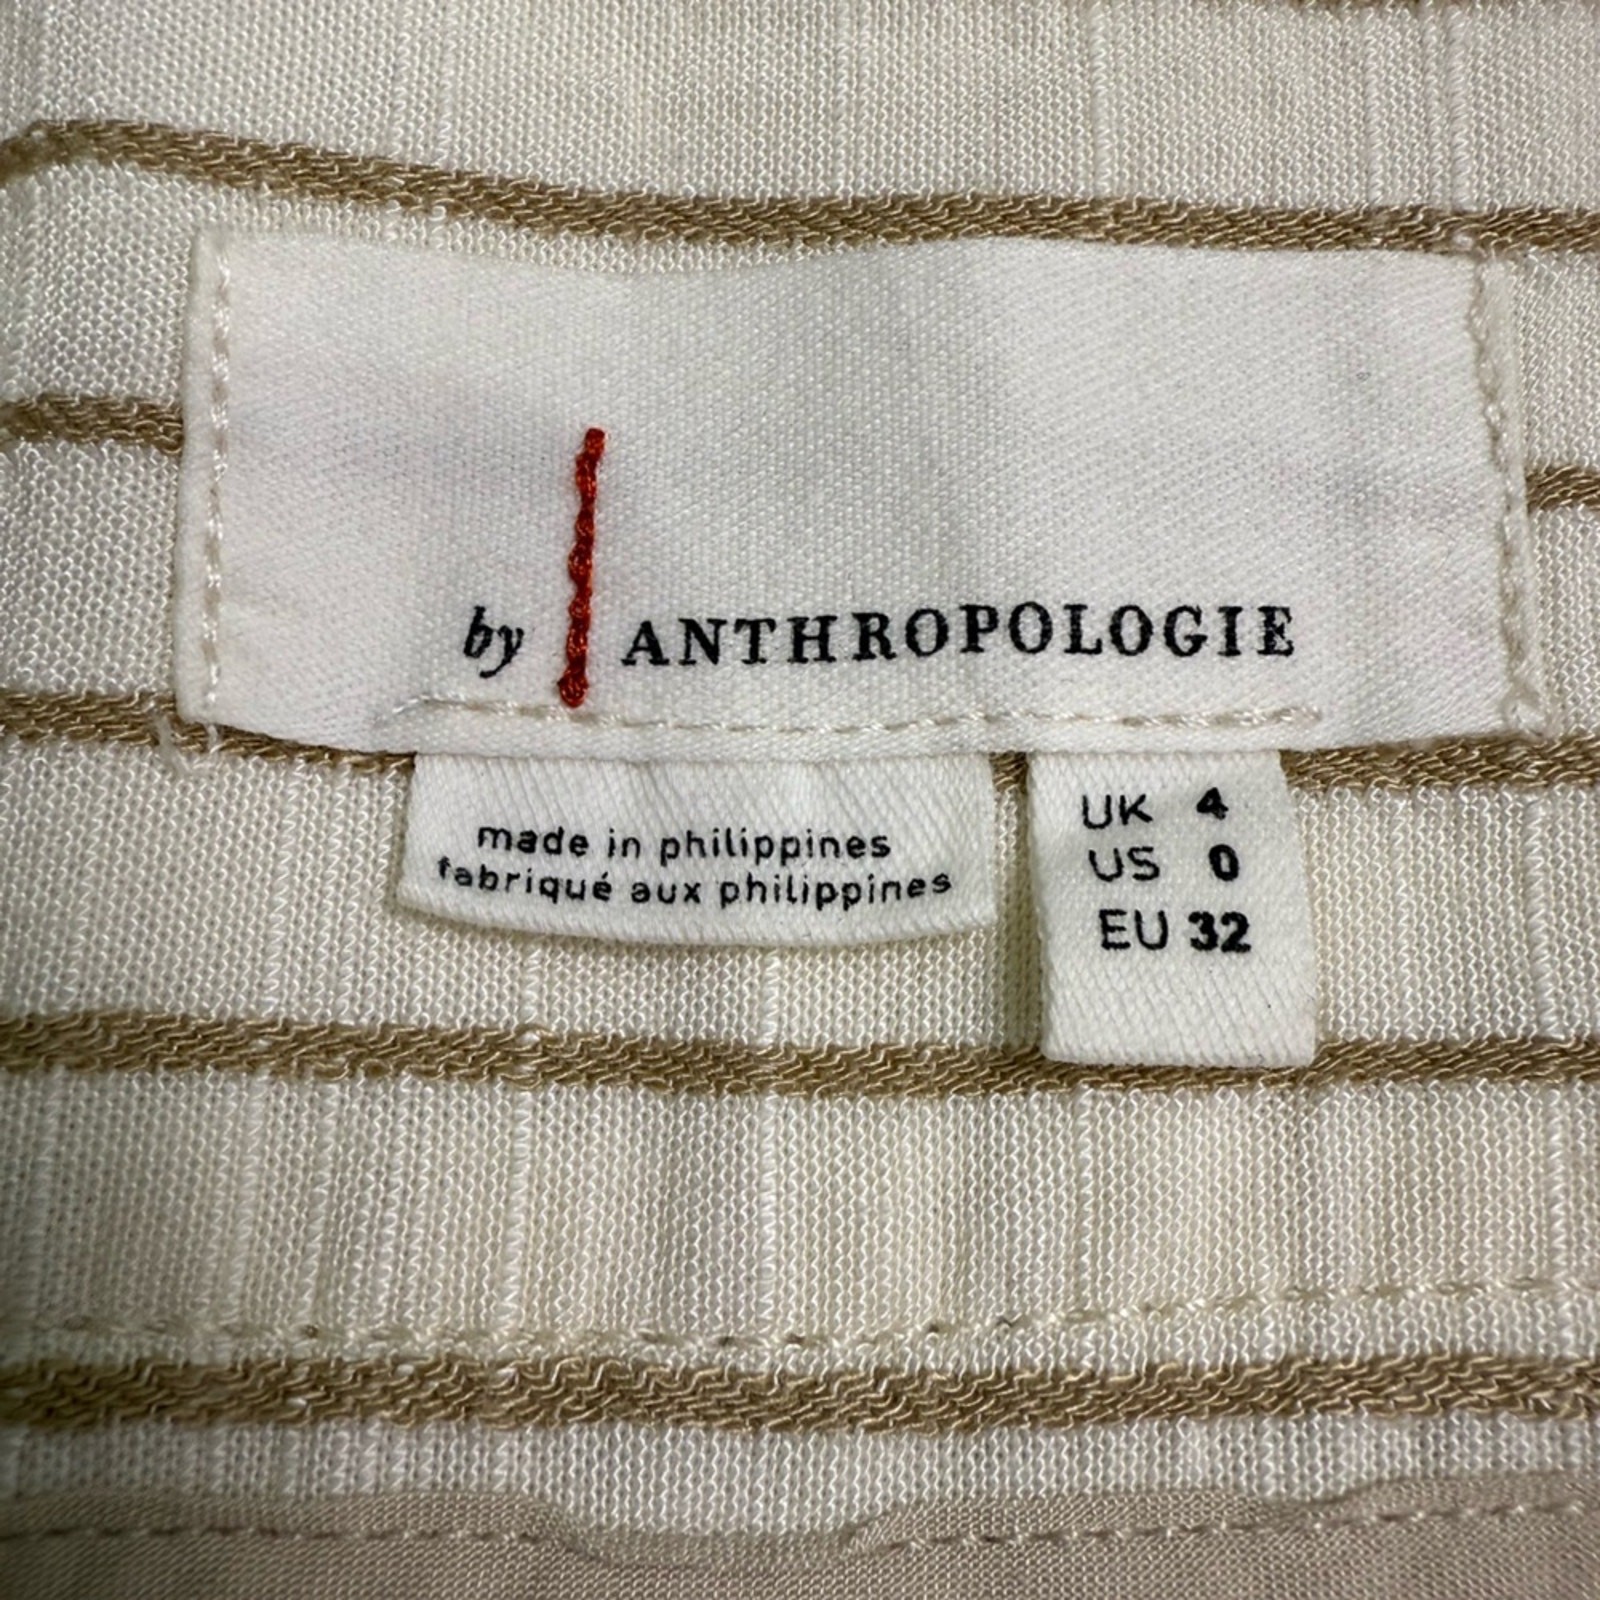 by ANTHROPOLOGIE
made in philippines
fabriqué aux philippines
UK 4
US 0
EU 32